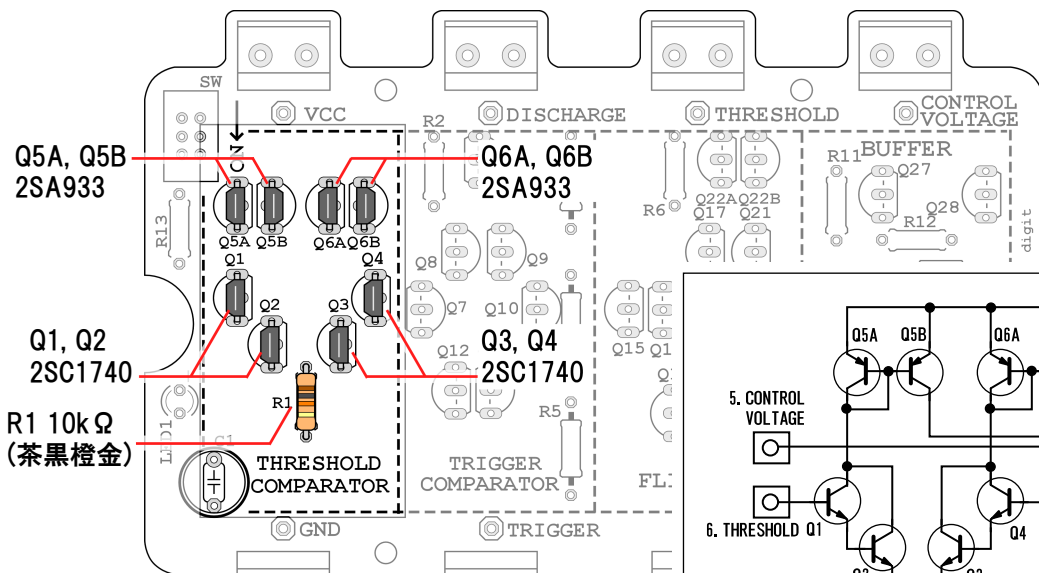 SW
VCC
DISCHARGE
THRESHOLD
CONTROL
VOLTAGE
ON
R2
BUFFER
Q5A, Q5B
2SA933
Q6A, Q6B
2SA933
R11
Q27
R13
R6
Q22A Q22B
Q17 Q21
Q28
R12
digit
Q5A Q5B
Q6A Q6B
Q1
Q4
Q8
Q9
Q2
Q3
Q7
Q10
Q1, Q2
2SC1740
Q3, Q4
2SC1740
Q12
Q15
R1
R5
R1 10kΩ
(茶黒橙金)
LED1
C1
THRESHOLD
COMPARATOR
TRIGGER
COMPARATOR
FLI
GND
TRIGGER
Q5A
Q5B
Q6A
5. CONTROL
VOLTAGE
6. THRESHOLD Q1
Q4